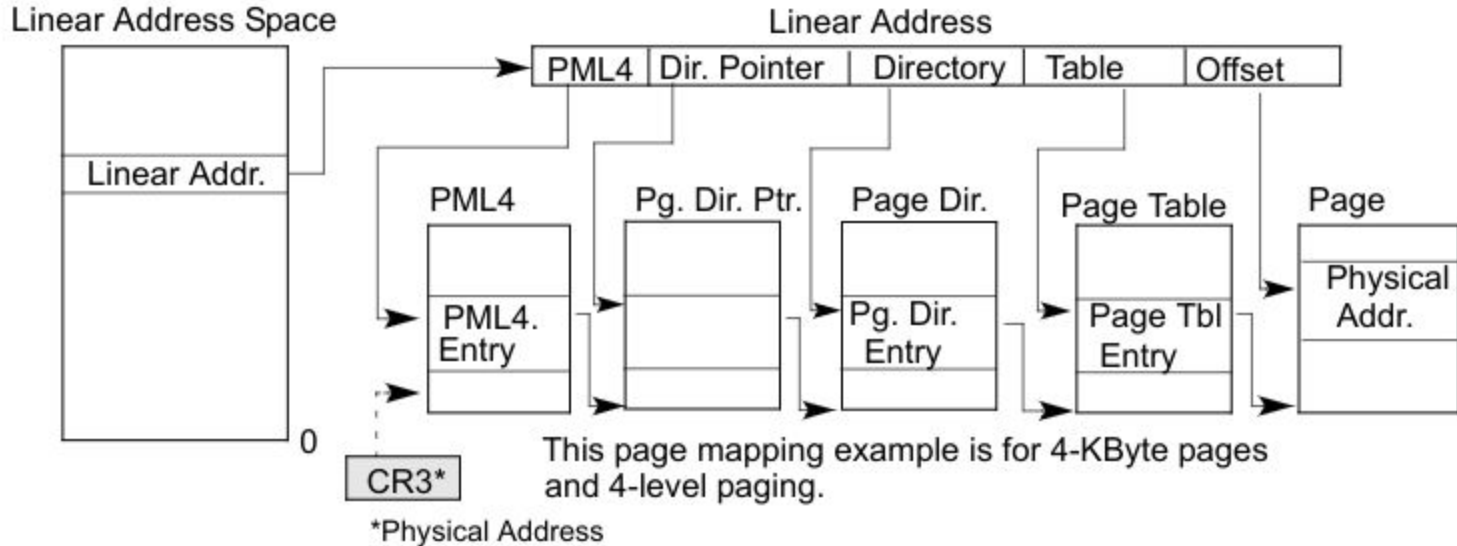 Linear Address Space
Linear Address
PML4 Dir. Pointer Directory Table Offset
Linear Addr.
PML4 Pg. Dir. Ptr. Page Dir. Page Table Page
Physical
Addr.
PML4.
Entry
Pg. Dir.
Entry
Page Tbl
Entry
0
CR3*
*Physical Address
This page mapping example is for 4-KByte pages
and 4-level paging.